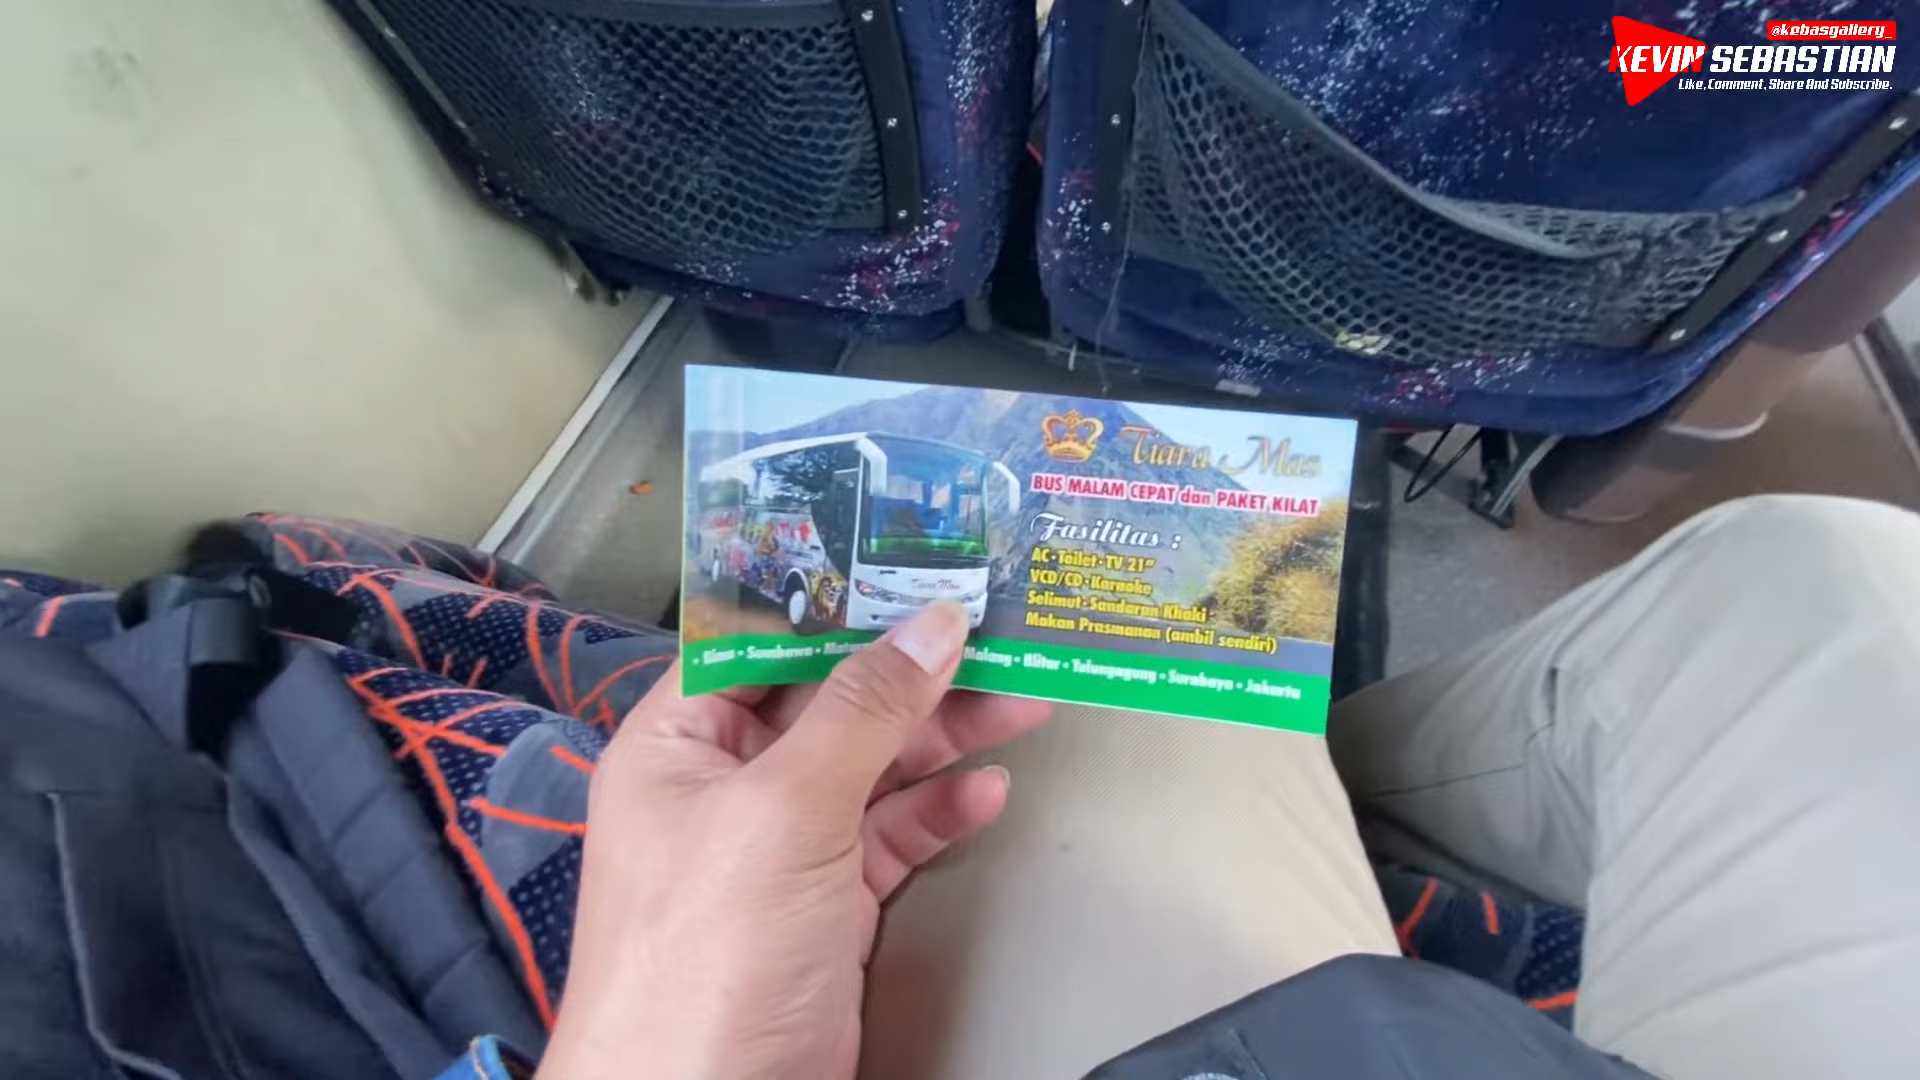 @kebasgallery_
KEVIN SEBASTIAN
Like, Comment, Share And Subscribe.
Tiara Mas
BUS MALAM CEPAT dan PAKET KILAT
Fasilitas :
AC • Toilet • TV 21"
VCD/CD • Karaoke
Selimut • Sandaran Khaki
Makan Prasmanan (ambil sendiri)
Tiara Mas
• Bima • Sumbawa • Malang • Blitar • Tulungagung • Surabaya • Jakarta